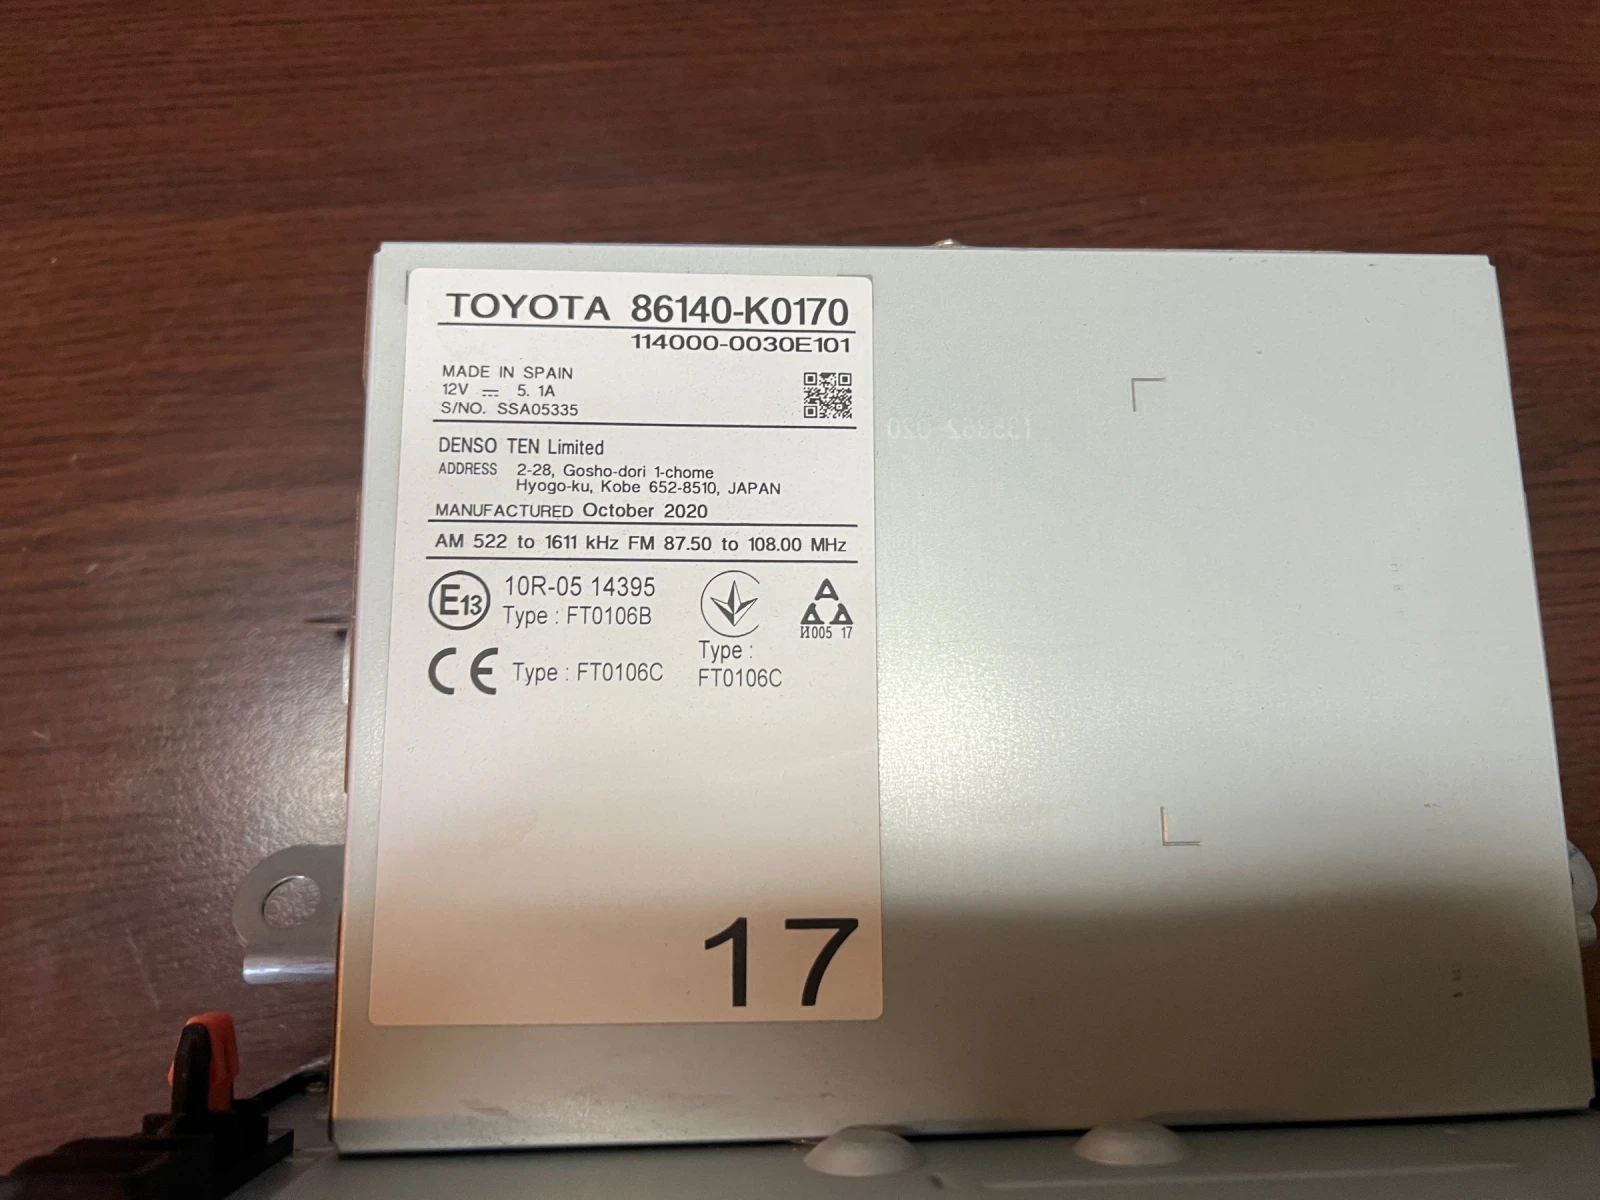 TOYOTA 86140-K0170
114000-0030E101
MADE IN SPAIN
12V ⎓ 5.1A
S/NO. SSA05335
DENSO TEN Limited
ADDRESS 2-28, Gosho-dori 1-chome
Hyogo-ku, Kobe 652-8510, JAPAN
MANUFACTURED October 2020
AM 522 to 1611 kHz FM 87.50 to 108.00 MHz
E13 10R-05 14395
Type : FT0106B
CE Type : FT0106C
Type :
FT0106C
И005 17
17